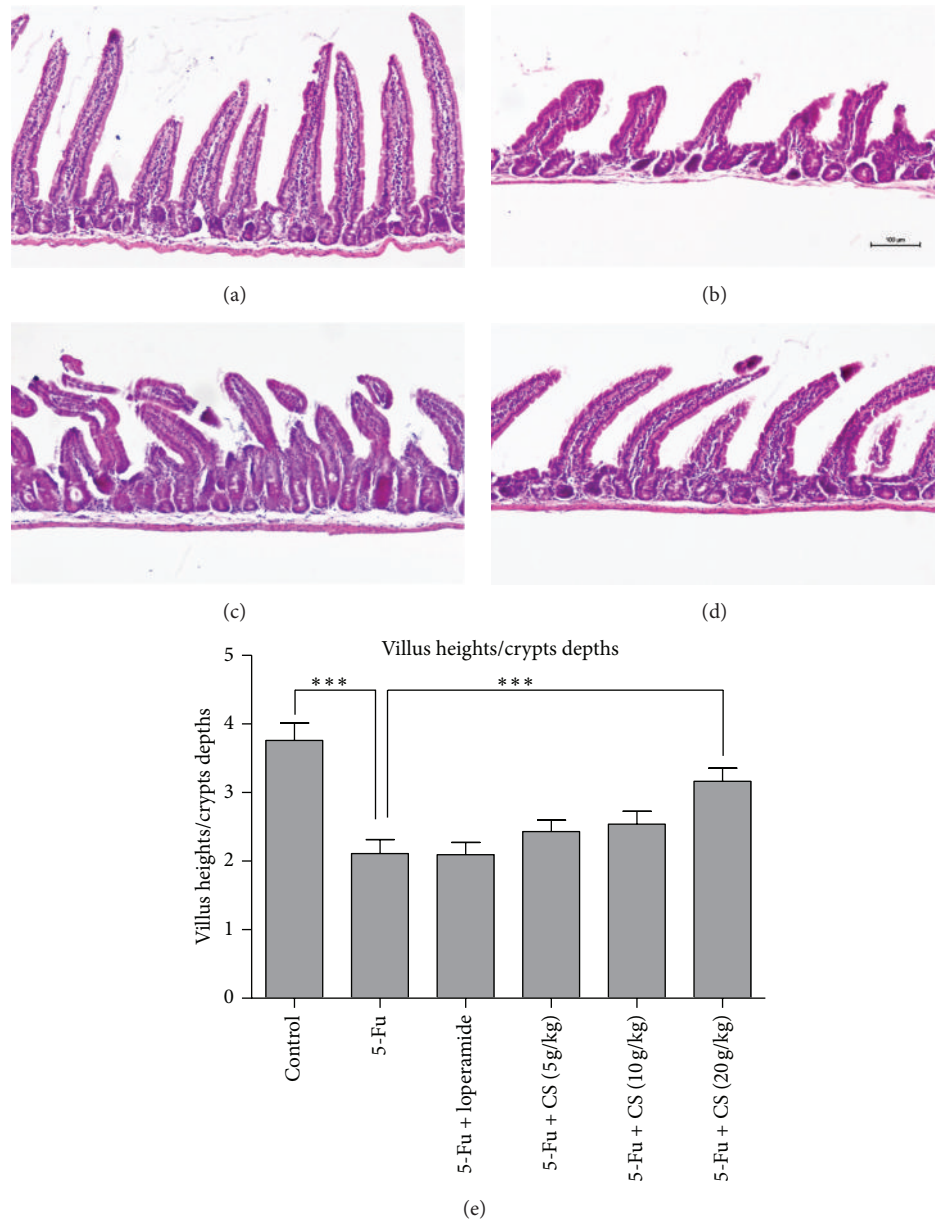 100 μm
(a)
(b)
(c)
(d)
Villus heights/crypts depths
Villus heights/crypts depths
5
4
3
2
1
0
***
***
Control
5-Fu
5-Fu + loperamide
5-Fu + CS (5 g/kg)
5-Fu + CS (10 g/kg)
5-Fu + CS (20 g/kg)
(e)